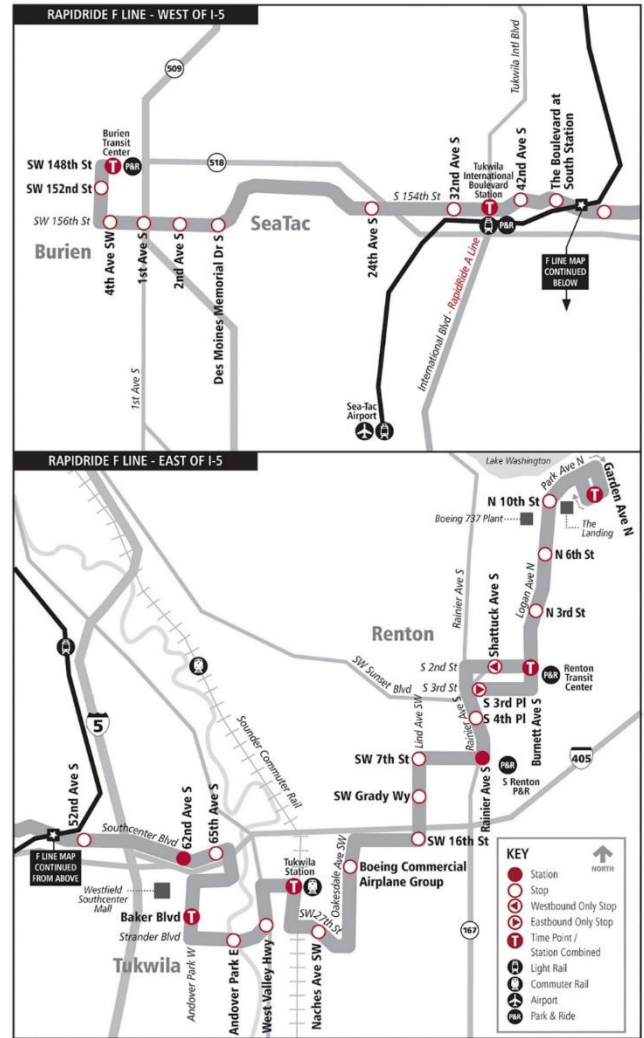 RAPIDRIDE F LINE - WEST OF I-5
509
Tukwila Intl Blvd
Burien
Transit
Center
SW 148th St
T
P&R
518
SW 152nd St
SW 156th St
Burien
4th Ave SW
1st Ave S
2nd Ave S
Des Moines Memorial Dr S
1st Ave S
SeaTac
24th Ave S
S 154th St
32nd Ave S
Tukwila
International
Boulevard
Station
T
P&R
42nd Ave S
The Boulevard at
South Station
F LINE MAP
CONTINUED
BELOW
International Blvd - RapidRide A Line
Sea-Tac
Airport
RAPIDRIDE F LINE - EAST OF I-5
Lake Washington
Park Ave N
Garden Ave N
T
N 10th St
Boeing 737 Plant
The
Landing
N 6th St
Logan Ave N
N 3rd St
Renton
Rainier Ave S
Shattuck Ave S
S 2nd St
T
P&R
Renton
Transit
Center
SW Sunset
Blvd
S 3rd St
S 3rd Pl
Rainier Ave S
S 4th Pl
Burnett Ave S
Lind Ave SW
405
SW 7th St
Rainier Ave S
P&R
S Renton
P&R
SW Grady Wy
SW 16th St
Sounder Commuter Rail
5
52nd Ave S
Southcenter Blvd
62nd Ave S
65th Ave S
F LINE MAP
CONTINUED
FROM ABOVE
Westfield
Southcenter
Mall
Baker Blvd
T
Strander Blvd
Tukwila
Andover Park W
Andover Park E
West Valley Hwy
Tukwila
Station
T
SW 27th St
Naches Ave SW
Oakesdale Ave SW
Boeing Commercial
Airplane Group
167
KEY
NORTH
Station
Stop
Westbound Only Stop
Eastbound Only Stop
T
Time Point /
Station Combined
Light Rail
Commuter Rail
Airport
P&R
Park & Ride